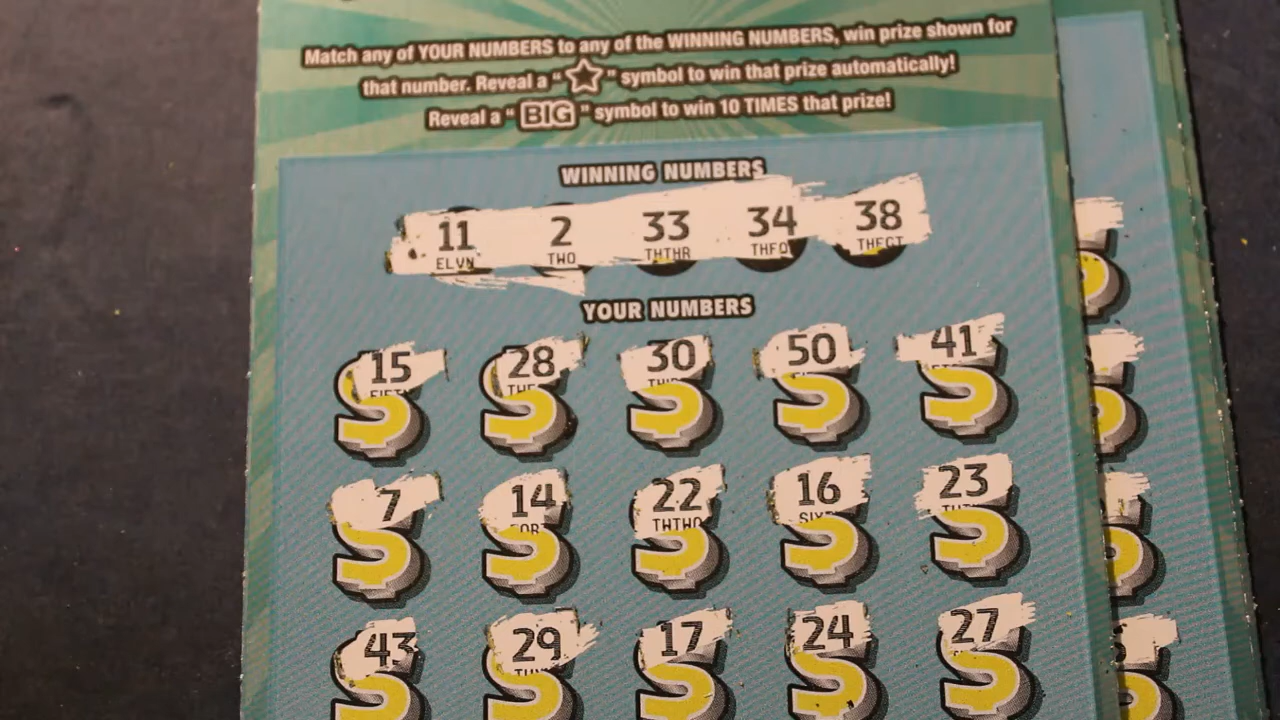 Match any of YOUR NUMBERS to any of the WINNING NUMBERS, win prize shown for
that number. Reveal a "☆" symbol to win that prize automatically!
Reveal a "BIG" symbol to win 10 TIMES that prize!
WINNING NUMBERS
11 2 33 34 38
ELVN TWO THTHR THFO THEGT
YOUR NUMBERS
15 28 30 50 41
7 14 22 16 23
THTWO
43 29 17 24 27